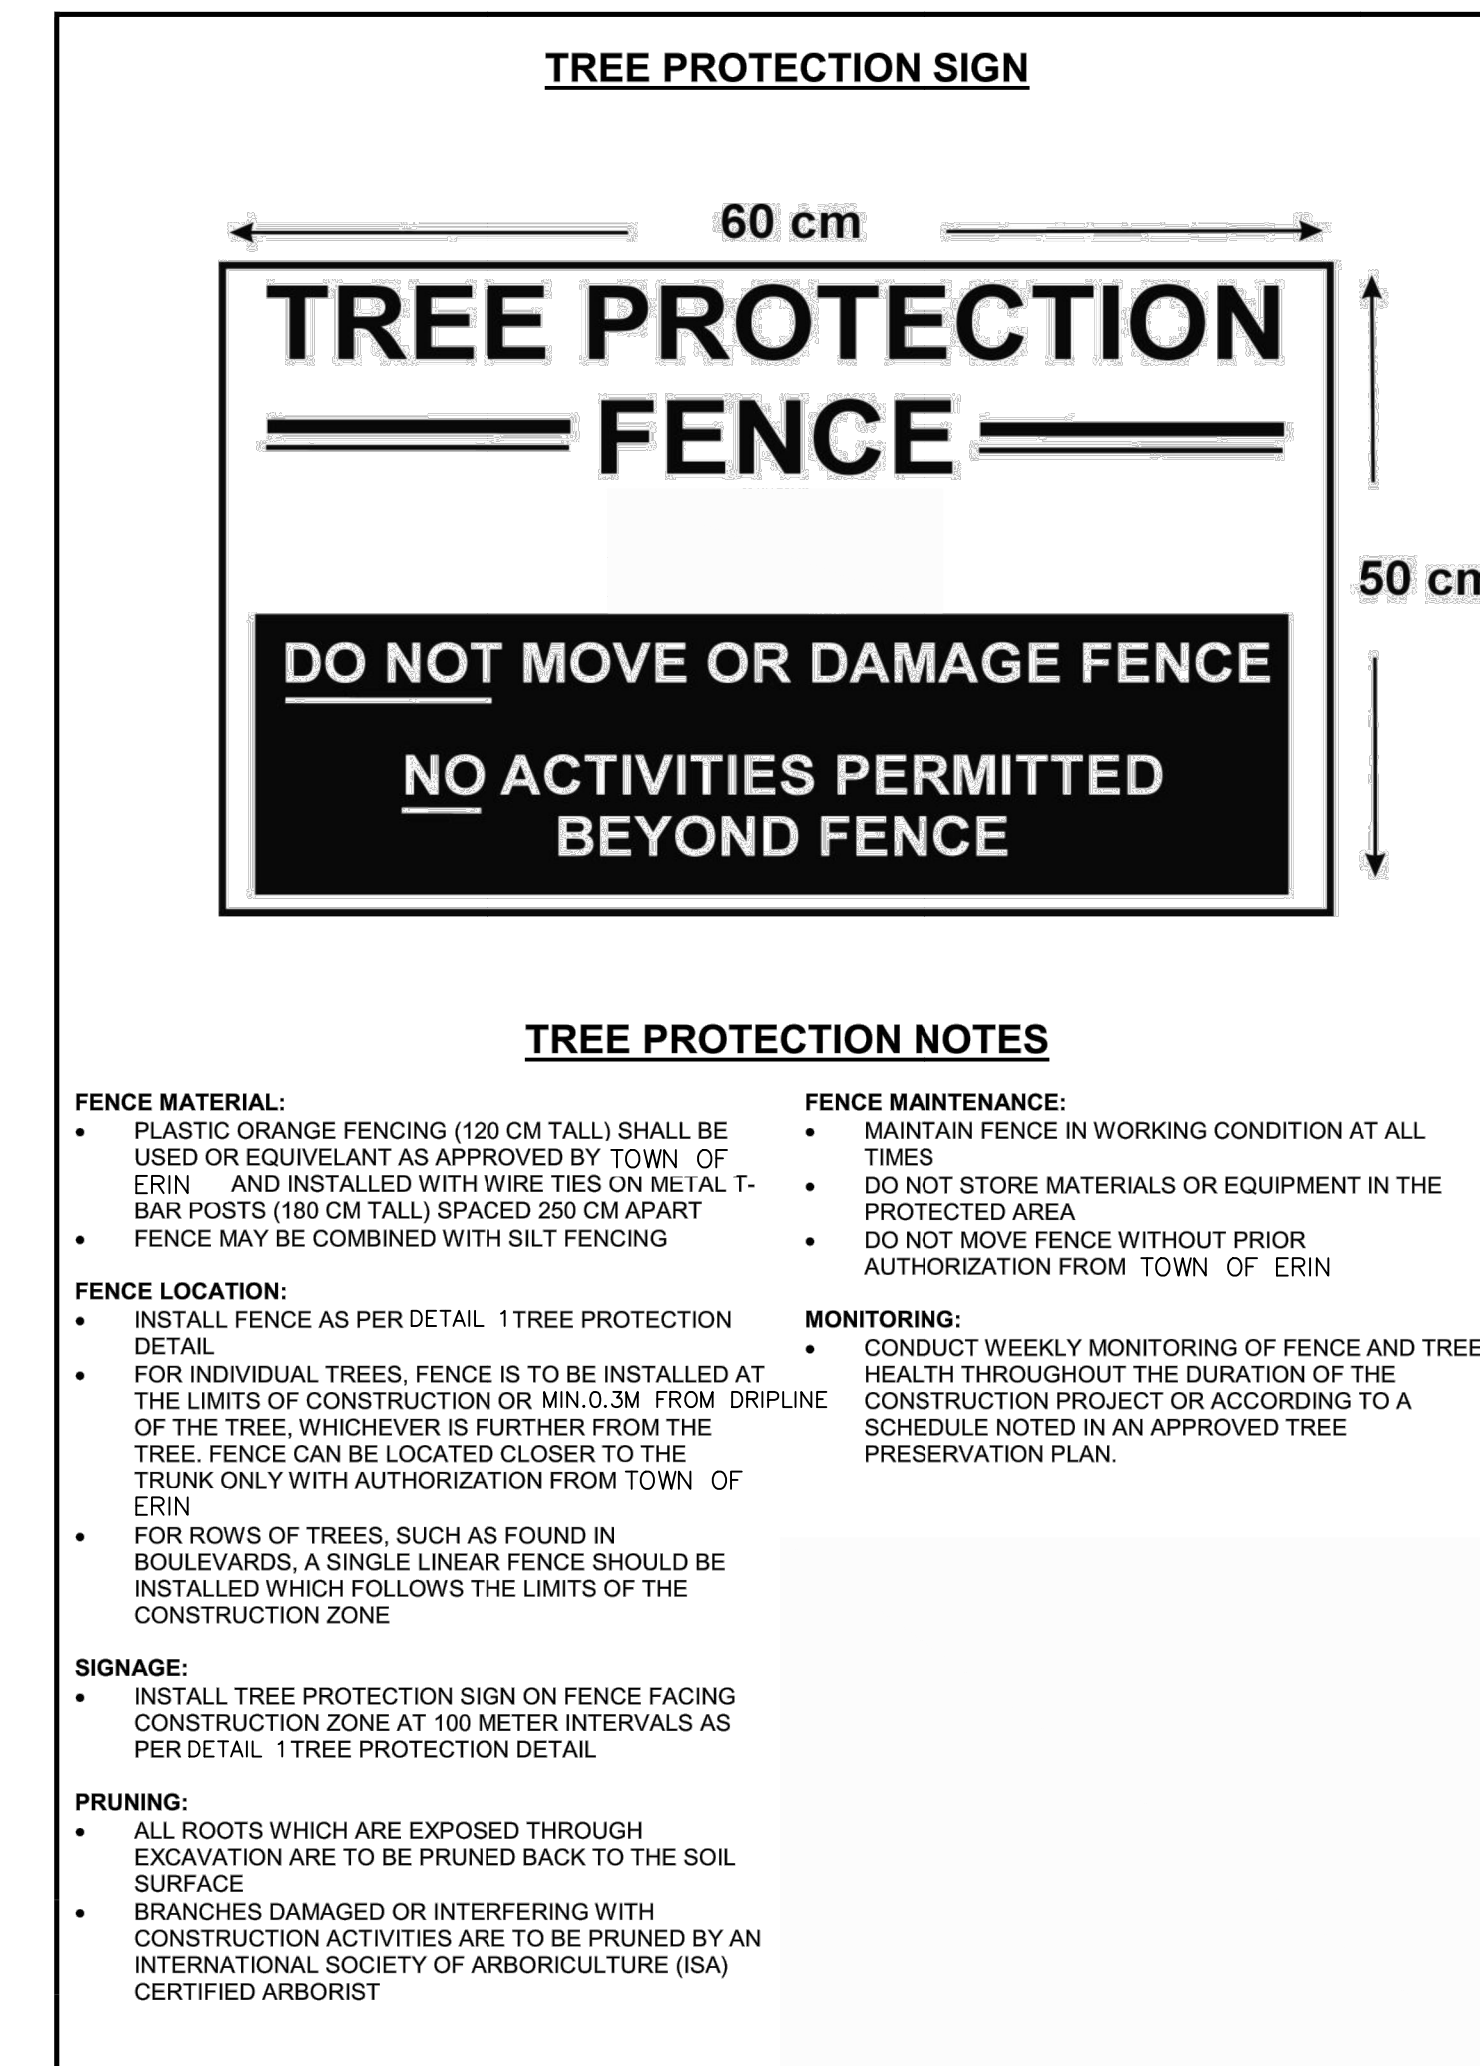 TREE PROTECTION SIGN
60 cm
TREE PROTECTION
FENCE
50 cm
DO NOT MOVE OR DAMAGE FENCE
NO ACTIVITIES PERMITTED
BEYOND FENCE
TREE PROTECTION NOTES
FENCE MATERIAL:
• PLASTIC ORANGE FENCING (120 CM TALL) SHALL BE
USED OR EQUIVELANT AS APPROVED BY TOWN OF
ERIN AND INSTALLED WITH WIRE TIES ON METAL T-
BAR POSTS (180 CM TALL) SPACED 250 CM APART
• FENCE MAY BE COMBINED WITH SILT FENCING
FENCE LOCATION:
• INSTALL FENCE AS PER DETAIL 1 TREE PROTECTION
DETAIL
• FOR INDIVIDUAL TREES, FENCE IS TO BE INSTALLED AT
THE LIMITS OF CONSTRUCTION OR MIN.0.3M FROM DRIPLINE
OF THE TREE, WHICHEVER IS FURTHER FROM THE
TREE. FENCE CAN BE LOCATED CLOSER TO THE
TRUNK ONLY WITH AUTHORIZATION FROM TOWN OF
ERIN
• FOR ROWS OF TREES, SUCH AS FOUND IN
BOULEVARDS, A SINGLE LINEAR FENCE SHOULD BE
INSTALLED WHICH FOLLOWS THE LIMITS OF THE
CONSTRUCTION ZONE
SIGNAGE:
• INSTALL TREE PROTECTION SIGN ON FENCE FACING
CONSTRUCTION ZONE AT 100 METER INTERVALS AS
PER DETAIL 1 TREE PROTECTION DETAIL
PRUNING:
• ALL ROOTS WHICH ARE EXPOSED THROUGH
EXCAVATION ARE TO BE PRUNED BACK TO THE SOIL
SURFACE
• BRANCHES DAMAGED OR INTERFERING WITH
CONSTRUCTION ACTIVITIES ARE TO BE PRUNED BY AN
INTERNATIONAL SOCIETY OF ARBORICULTURE (ISA)
CERTIFIED ARBORIST
FENCE MAINTENANCE:
• MAINTAIN FENCE IN WORKING CONDITION AT ALL
TIMES
• DO NOT STORE MATERIALS OR EQUIPMENT IN THE
PROTECTED AREA
• DO NOT MOVE FENCE WITHOUT PRIOR
AUTHORIZATION FROM TOWN OF ERIN
MONITORING:
• CONDUCT WEEKLY MONITORING OF FENCE AND TREE
HEALTH THROUGHOUT THE DURATION OF THE
CONSTRUCTION PROJECT OR ACCORDING TO A
SCHEDULE NOTED IN AN APPROVED TREE
PRESERVATION PLAN.